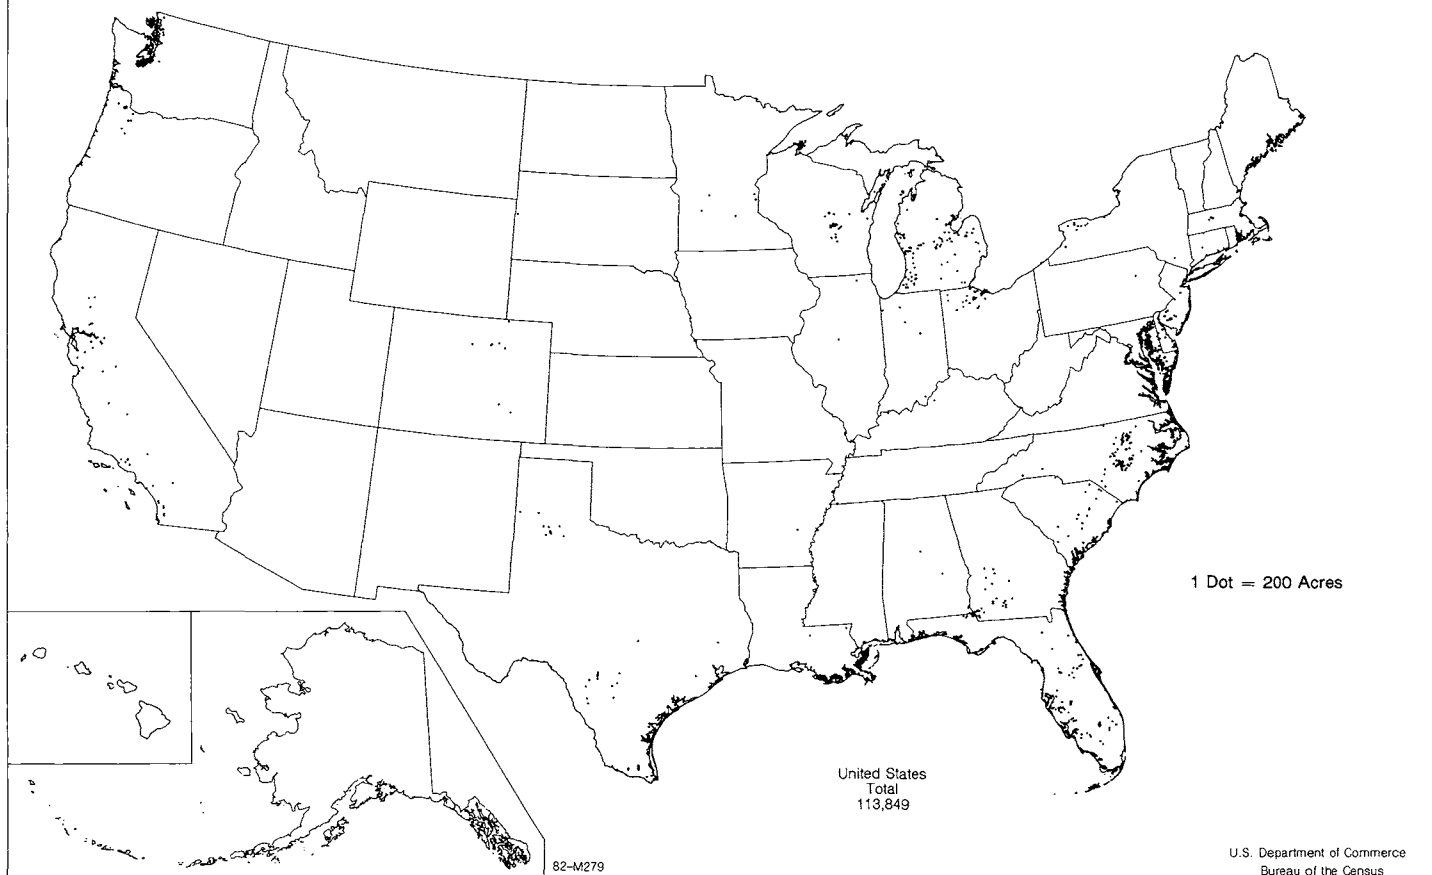 1 Dot = 200 Acres
United States
Total
113,849
82-M279
U.S. Department of Commerce
Bureau of the Census